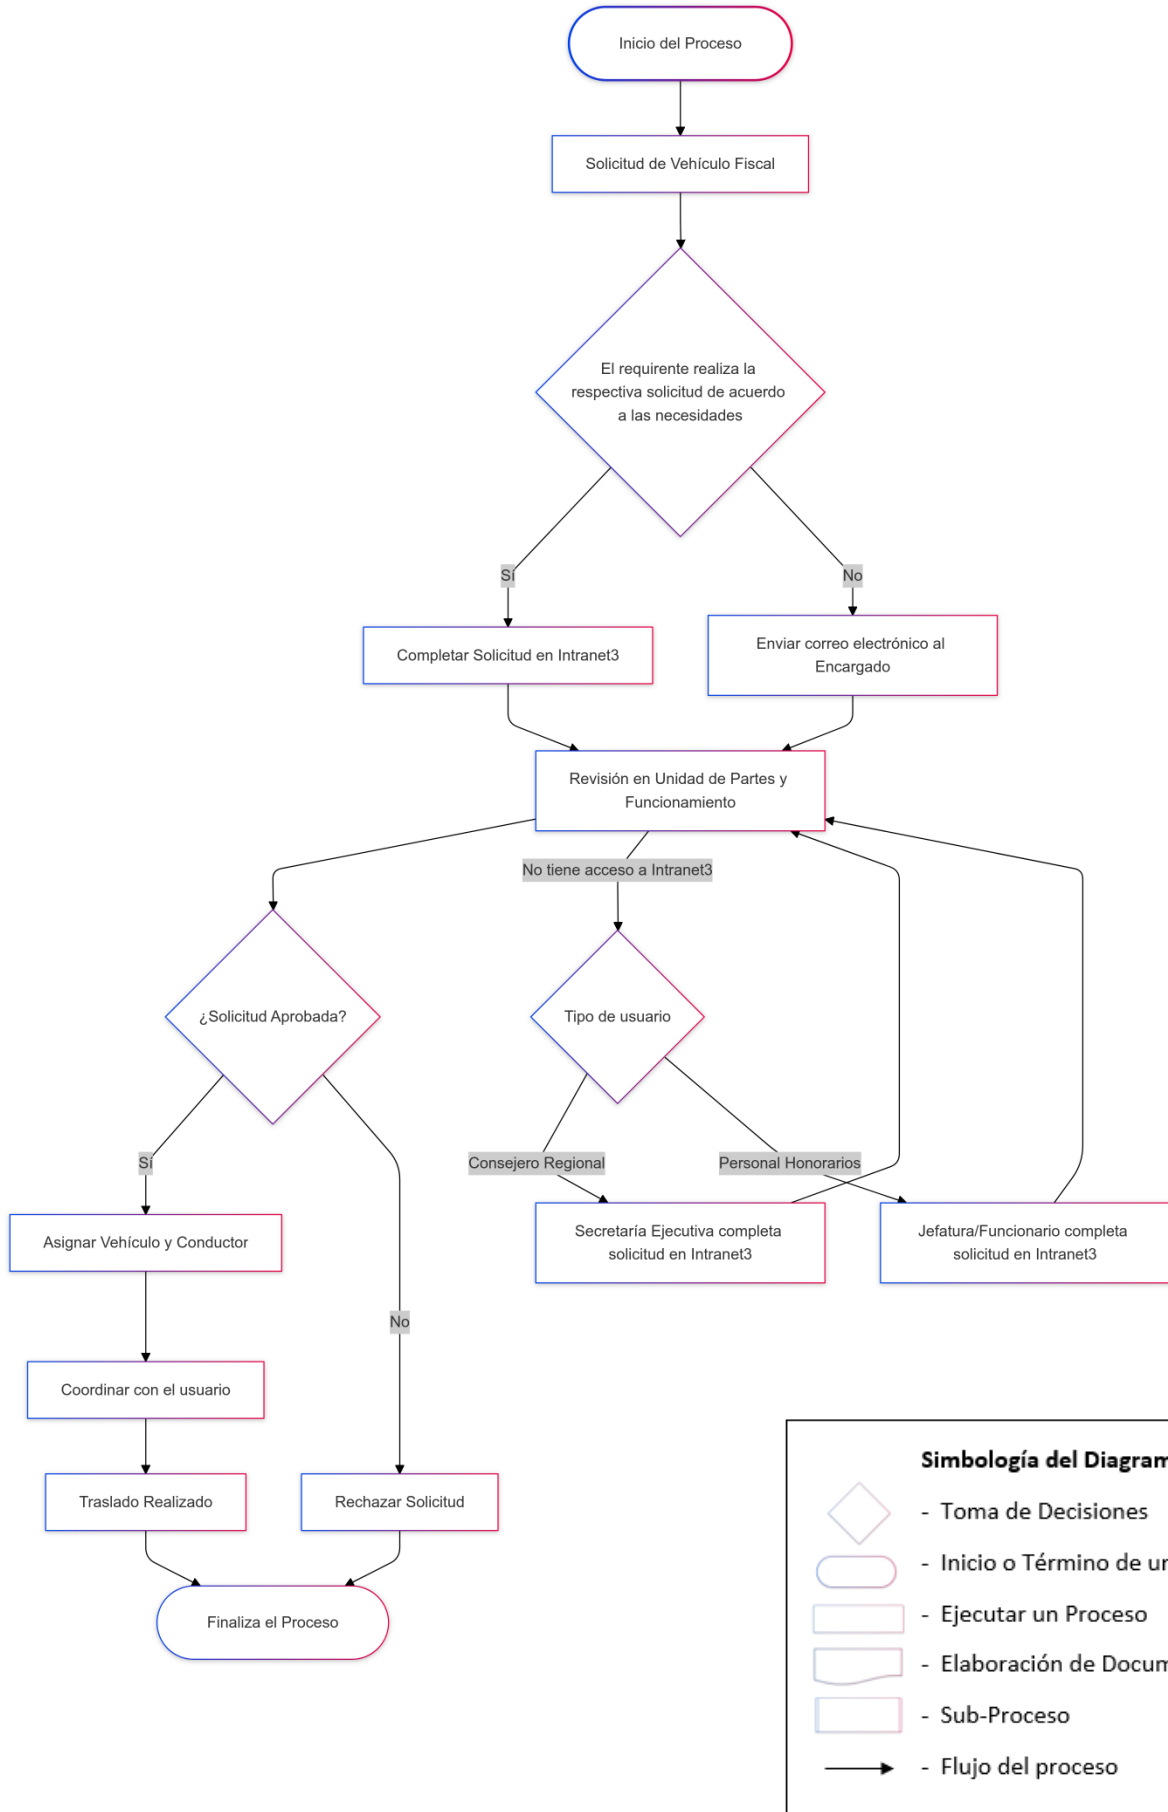 Inicio del Proceso
Solicitud de Vehículo Fiscal
El requirente realiza la
respectiva solicitud de acuerdo
a las necesidades
Sí
No
Completar Solicitud en Intranet3
Enviar correo electrónico al
Encargado
Revisión en Unidad de Partes y
Funcionamiento
No tiene acceso a Intranet3
¿Solicitud Aprobada?
Tipo de usuario
Sí
Consejero Regional
Personal Honorarios
Asignar Vehículo y Conductor
Secretaría Ejecutiva completa
solicitud en Intranet3
Jefatura/Funcionario completa
solicitud en Intranet3
No
Coordinar con el usuario
Traslado Realizado
Rechazar Solicitud
Finaliza el Proceso
Simbología del Diagram
- Toma de Decisiones
- Inicio o Término de un
- Ejecutar un Proceso
- Elaboración de Docum
- Sub-Proceso
- Flujo del proceso